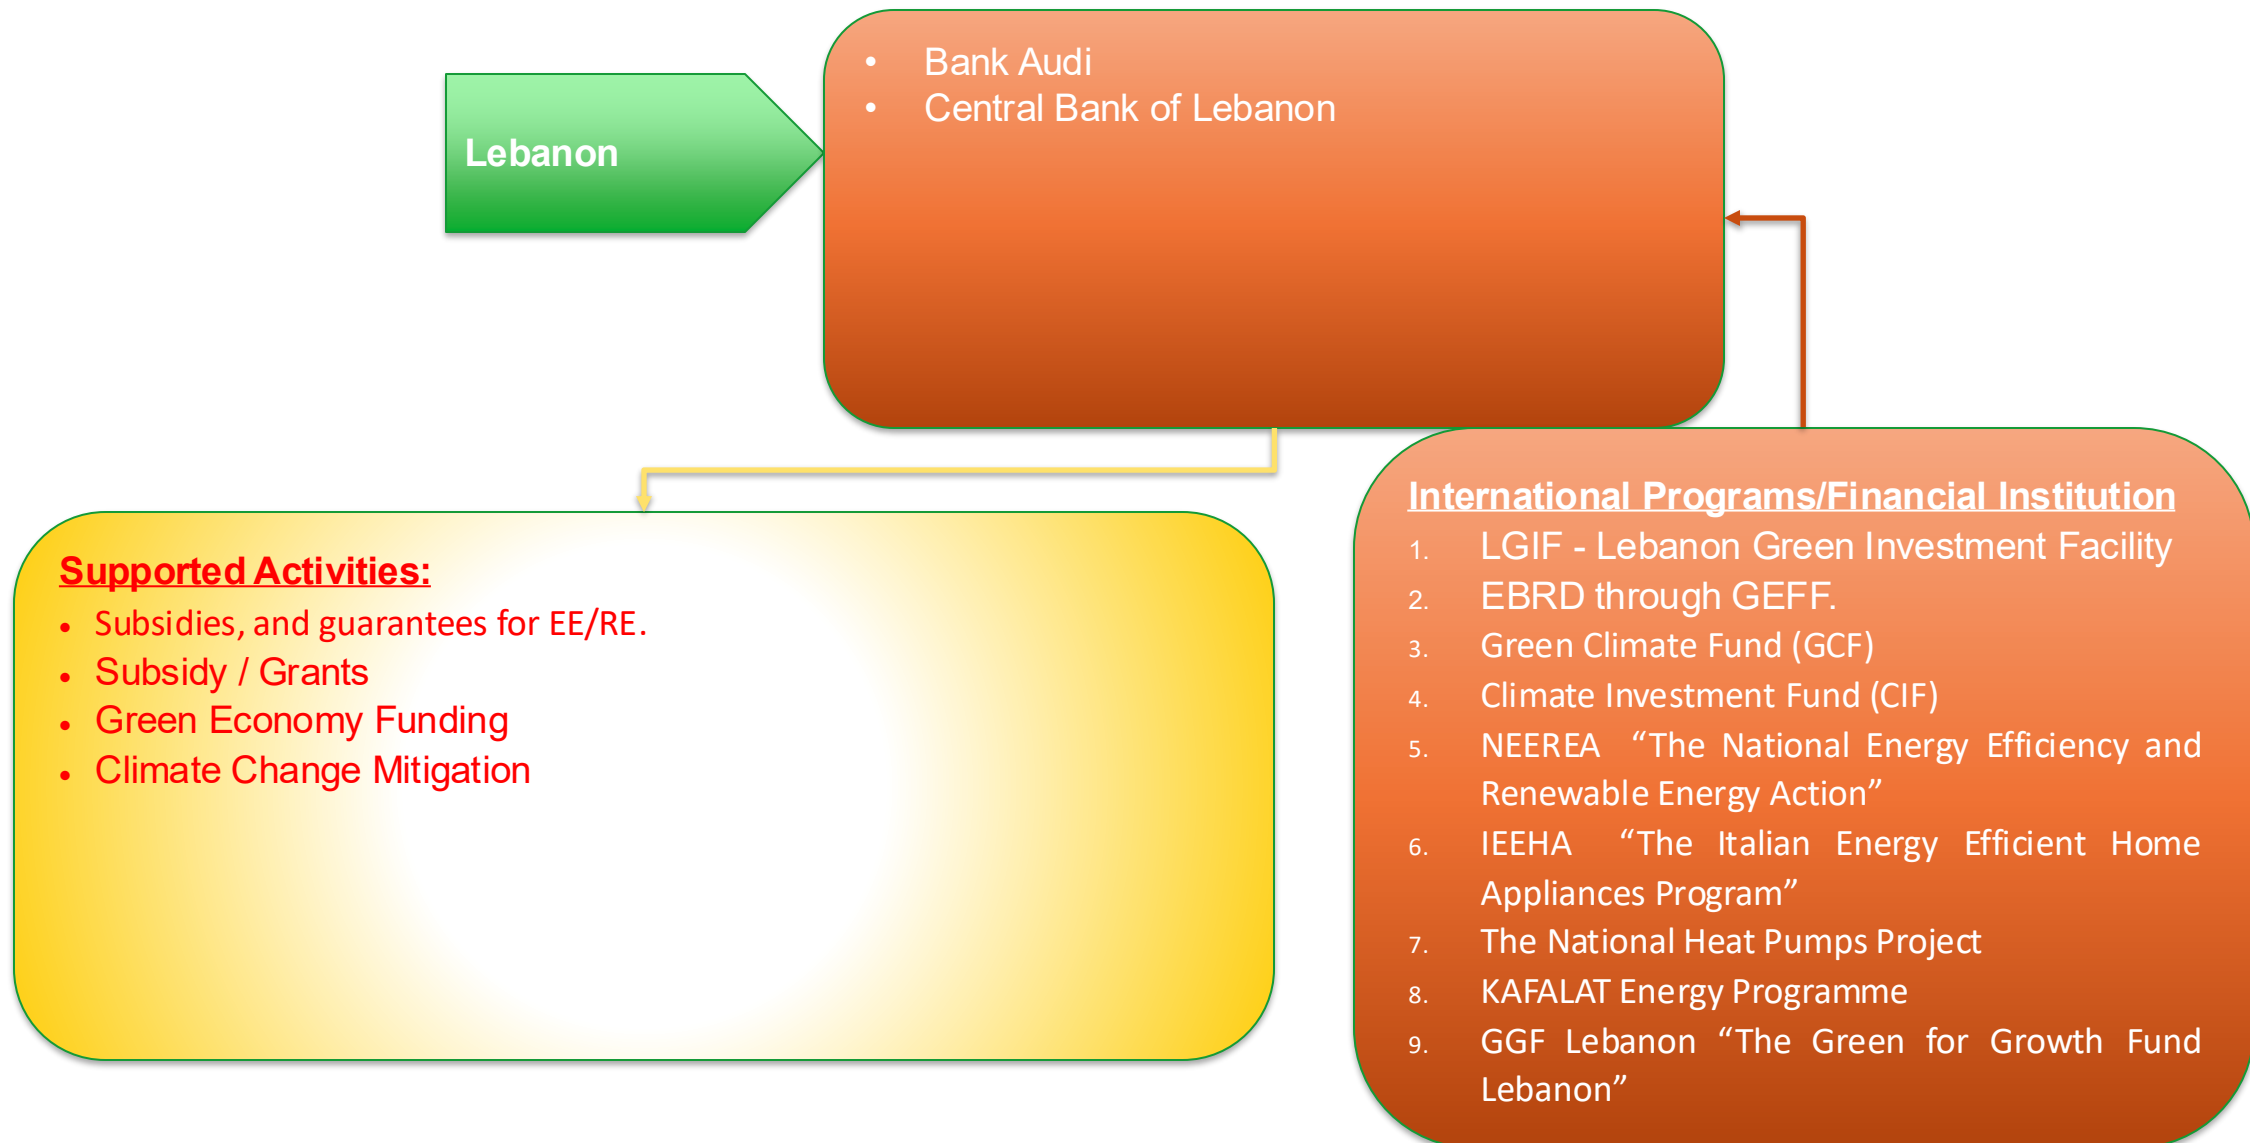 Lebanon
• Bank Audi
• Central Bank of Lebanon
Supported Activities:
• Subsidies, and guarantees for EE/RE.
• Subsidy / Grants
• Green Economy Funding
• Climate Change Mitigation
International Programs/Financial Institution
1. LGIF - Lebanon Green Investment Facility
2. EBRD through GEFF.
3. Green Climate Fund (GCF)
4. Climate Investment Fund (CIF)
5. NEEREA “The National Energy Efficiency and
Renewable Energy Action”
6. IEEHA “The Italian Energy Efficient Home
Appliances Program”
7. The National Heat Pumps Project
8. KAFALAT Energy Programme
9. GGF Lebanon “The Green for Growth Fund
Lebanon”